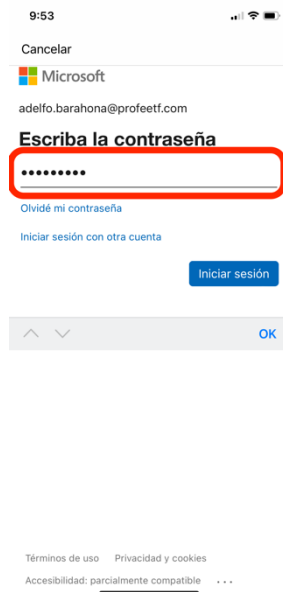 9:53
Cancelar
Microsoft
adelfo.barahona@profeetf.com
Escriba la contraseña
•••••••••
Olvidé mi contraseña
Iniciar sesión con otra cuenta
Iniciar sesión
OK
Términos de uso Privacidad y cookies
Accesibilidad: parcialmente compatible ...